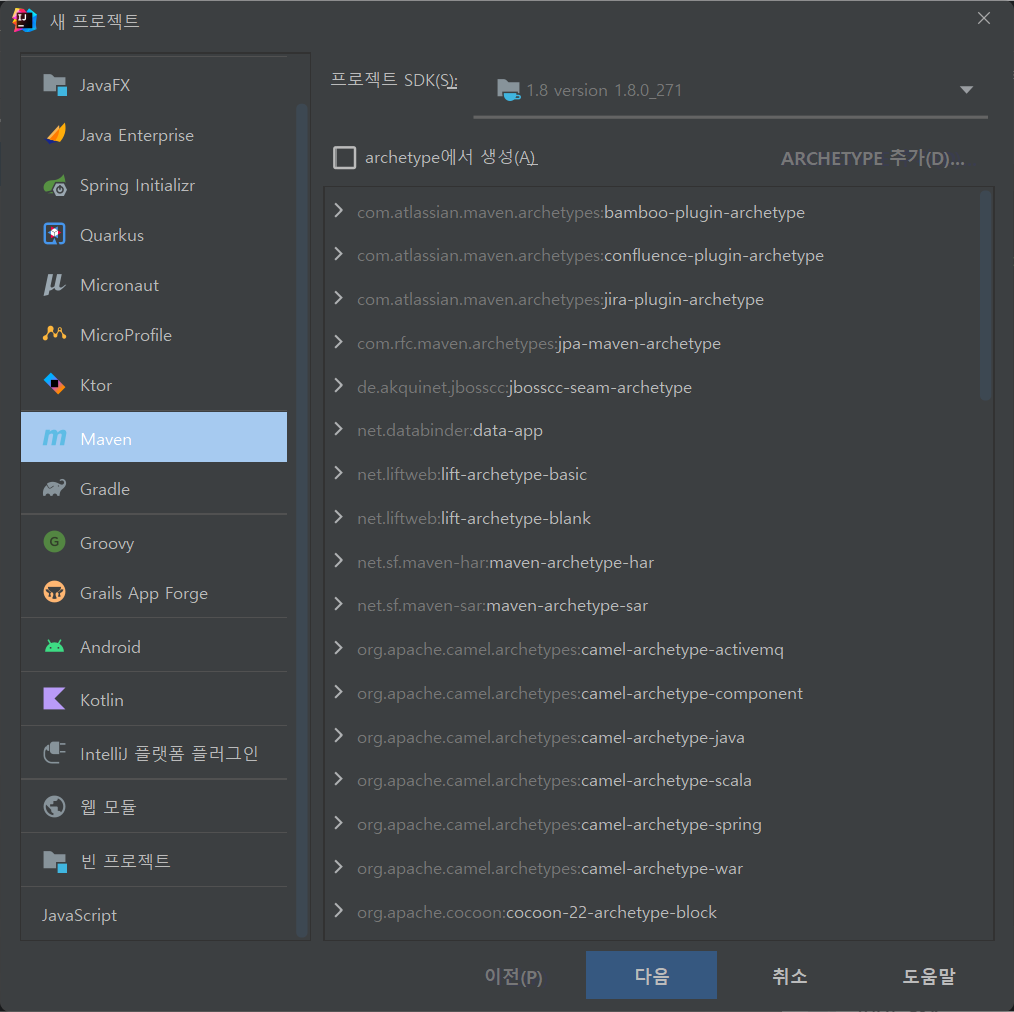 새 프로젝트
JavaFX
Java Enterprise
Spring Initializr
Quarkus
Micronaut
MicroProfile
Ktor
Maven
Gradle
Groovy
Grails App Forge
Android
Kotlin
IntelliJ 플랫폼 플러그인
웹 모듈
빈 프로젝트
JavaScript
프로젝트 SDK(S):
1.8 version 1.8.0_271
archetype에서 생성(A)
ARCHETYPE 추가(D)...
com.atlassian.maven.archetypes:bamboo-plugin-archetype
com.atlassian.maven.archetypes:confluence-plugin-archetype
com.atlassian.maven.archetypes:jira-plugin-archetype
com.rfc.maven.archetypes:jpa-maven-archetype
de.akquinet.jbosscc:jbosscc-seam-archetype
net.databinder:data-app
net.liftweb:lift-archetype-basic
net.liftweb:lift-archetype-blank
net.sf.maven-har:maven-archetype-har
net.sf.maven-sar:maven-archetype-sar
org.apache.camel.archetypes:camel-archetype-activemq
org.apache.camel.archetypes:camel-archetype-component
org.apache.camel.archetypes:camel-archetype-java
org.apache.camel.archetypes:camel-archetype-scala
org.apache.camel.archetypes:camel-archetype-spring
org.apache.camel.archetypes:camel-archetype-war
org.apache.cocoon:cocoon-22-archetype-block
이전(P)
다음
취소
도움말